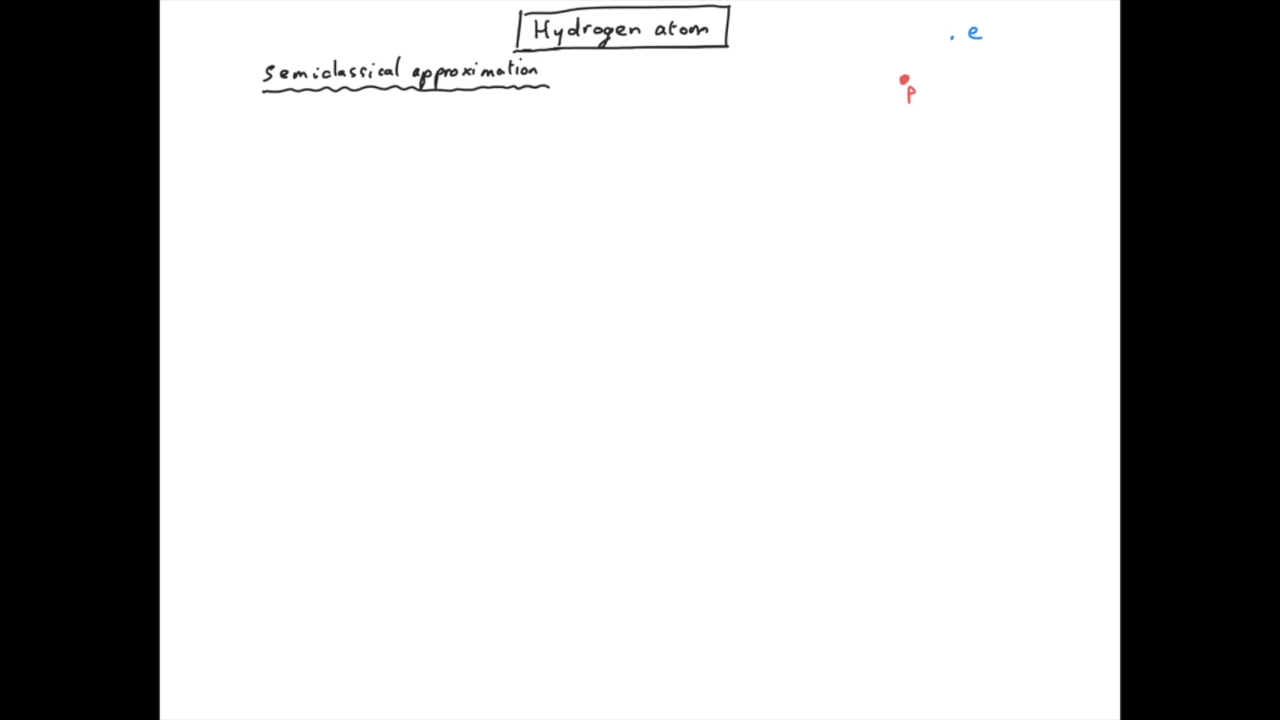 Hydrogen atom
. e
Semiclassical approximation
p